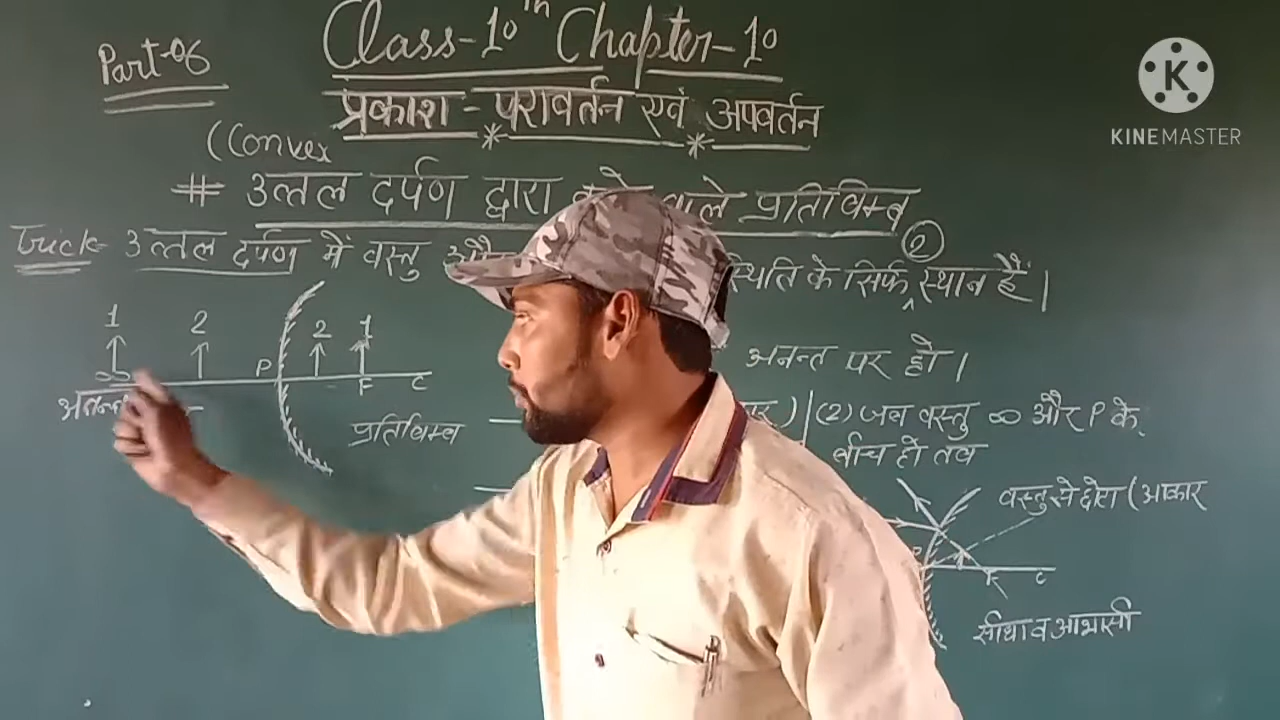 Part-06
Class-10th Chapter-10
प्रकाश - परावर्तन एवं अपवर्तन
KINEMASTER
(Convex
# उत्तल दर्पण द्वारा वाले प्रतिविम्ब
Trick- उत्तल दर्पण में वस्तु स्थिति के सिर्फ ② स्थान हैं।
1 2 2 1
P F C
∞
अनन्त
प्रतिविम्ब
अनन्त पर हो।
(2) जब वस्तु ∞ और P के
बीच हो तब
वस्तु से छोटा (आकार
P F C
सीधा व आभासी